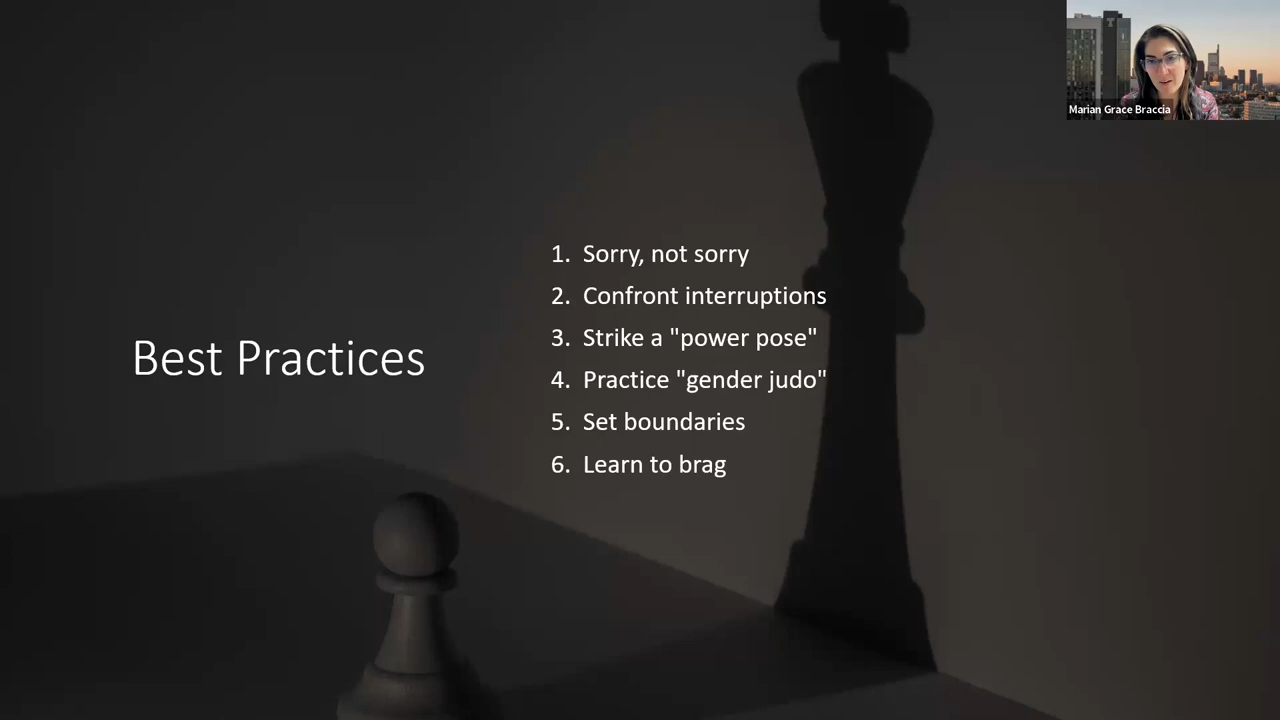 Marian Grace Braccia
Best Practices
1. Sorry, not sorry
2. Confront interruptions
3. Strike a "power pose"
4. Practice "gender judo"
5. Set boundaries
6. Learn to brag